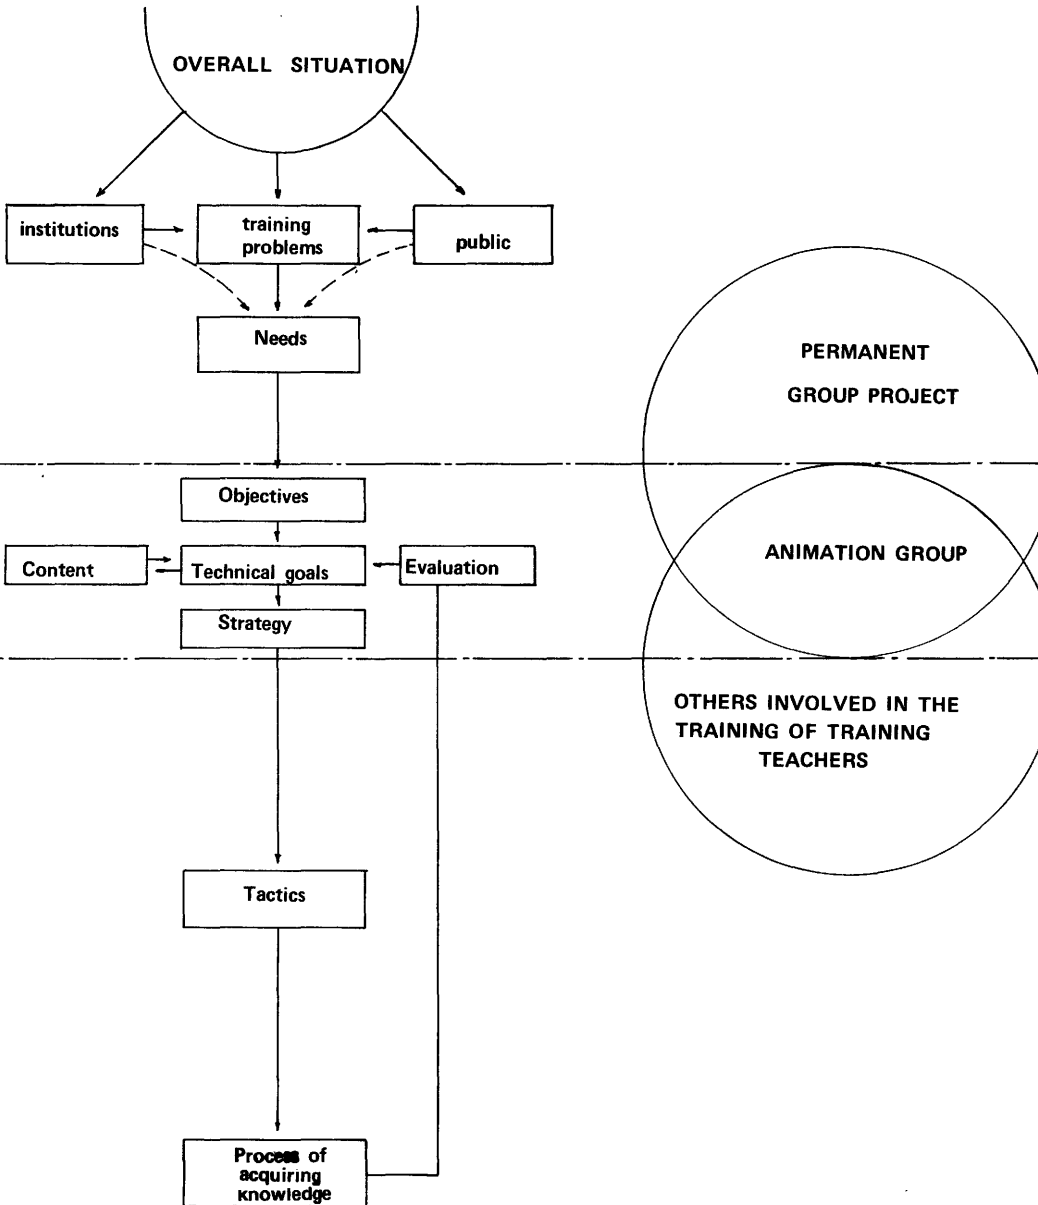 OVERALL SITUATION
institutions
training
problems
public
Needs
PERMANENT
GROUP PROJECT
Objectives
Content
Technical goals
Evaluation
ANIMATION GROUP
Strategy
OTHERS INVOLVED IN THE
TRAINING OF TRAINING
TEACHERS
Tactics
Process of
acquiring
knowledge